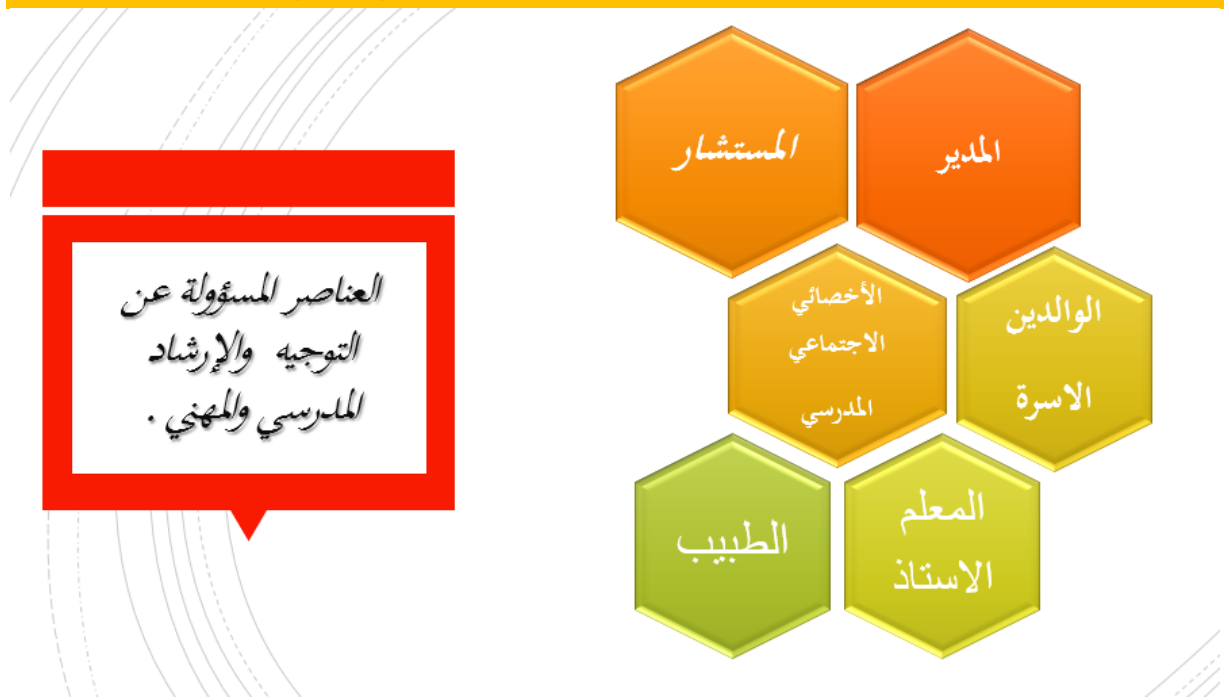 العناصر المسؤولة عن
التوجيه والإرشاد
المدرسي والمهني .
المدير
المستشار
الوالدين
الاسرة
الأخصائي
الاجتماعي
المدرسي
المعلم
الاستاذ
الطبيب